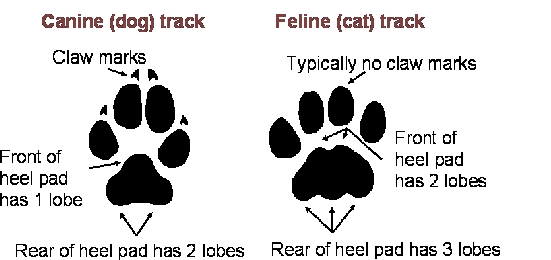 Canine (dog) track
Feline (cat) track
Claw marks
Typically no claw marks
Front of
heel pad
has 1 lobe
Front of
heel pad
has 2 lobes
Rear of heel pad has 2 lobes
Rear of heel pad has 3 lobes